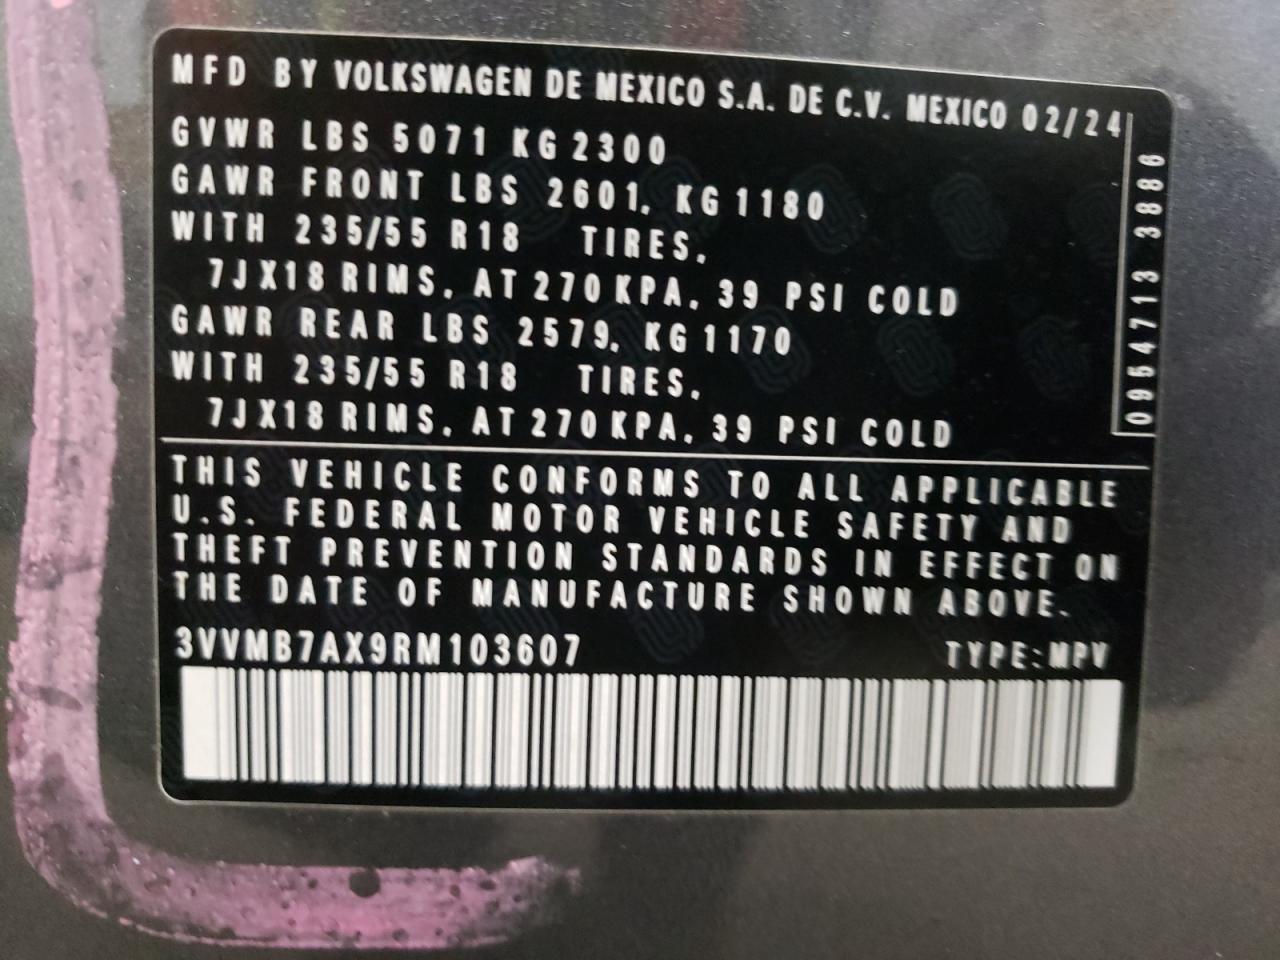 MFD BY VOLKSWAGEN DE MEXICO S.A. DE C.V. MEXICO 02/24
GVWR LBS 5071 KG 2300
GAWR FRONT LBS 2601, KG 1180
WITH 235/55 R18 TIRES,
7JX18 RIMS, AT 270 KPA, 39 PSI COLD
GAWR REAR LBS 2579, KG 1170
WITH 235/55 R18 TIRES,
7JX18 RIMS, AT 270 KPA, 39 PSI COLD
0954713 3886
THIS VEHICLE CONFORMS TO ALL APPLICABLE
U.S. FEDERAL MOTOR VEHICLE SAFETY AND
THEFT PREVENTION STANDARDS IN EFFECT ON
THE DATE OF MANUFACTURE SHOWN ABOVE.
3VVMB7AX9RM103607 TYPE:MPV